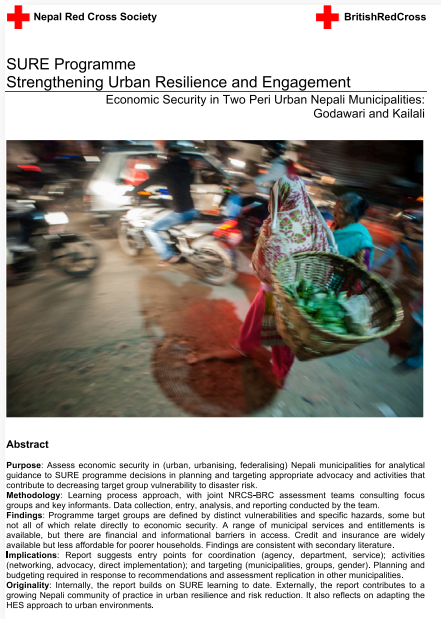 Nepal Red Cross Society
BritishRedCross
SURE Programme
Strengthening Urban Resilience and Engagement
Economic Security in Two Peri Urban Nepali Municipalities:
Godawari and Kailali
Abstract
Purpose: Assess economic security in (urban, urbanising, federalising) Nepali municipalities for analytical
guidance to SURE programme decisions in planning and targeting appropriate advocacy and activities that
contribute to decreasing target group vulnerability to disaster risk.
Methodology: Learning process approach, with joint NRCS-BRC assessment teams consulting focus
groups and key informants. Data collection, entry, analysis, and reporting conducted by the team.
Findings: Programme target groups are defined by distinct vulnerabilities and specific hazards, some but
not all of which relate directly to economic security. A range of municipal services and entitlements is
available, but there are financial and informational barriers in access. Credit and insurance are widely
available but less affordable for poorer households. Findings are consistent with secondary literature.
Implications: Report suggests entry points for coordination (agency, department, service); activities
(networking, advocacy, direct implementation); and targeting (municipalities, groups, gender). Planning and
budgeting required in response to recommendations and assessment replication in other municipalities.
Originality: Internally, the report builds on SURE learning to date. Externally, the report contributes to a
growing Nepali community of practice in urban resilience and risk reduction. It also reflects on adapting the
HES approach to urban environments.